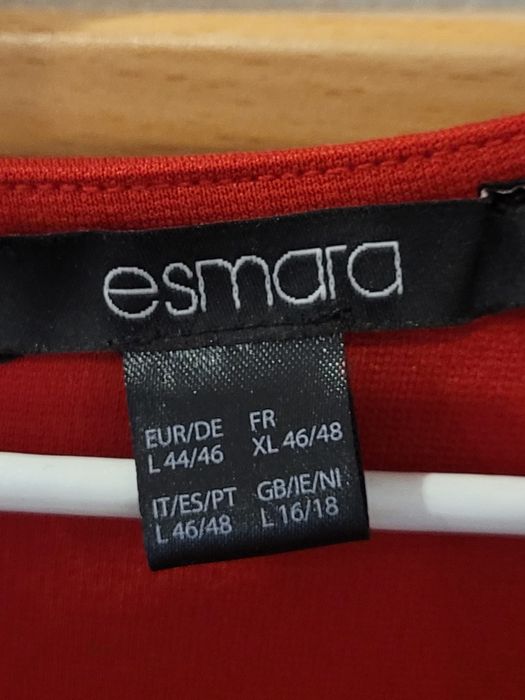 esmara
EUR/DE FR
L 44/46 XL 46/48
IT/ES/PT GB/IE/NI
L 46/48 L 16/18